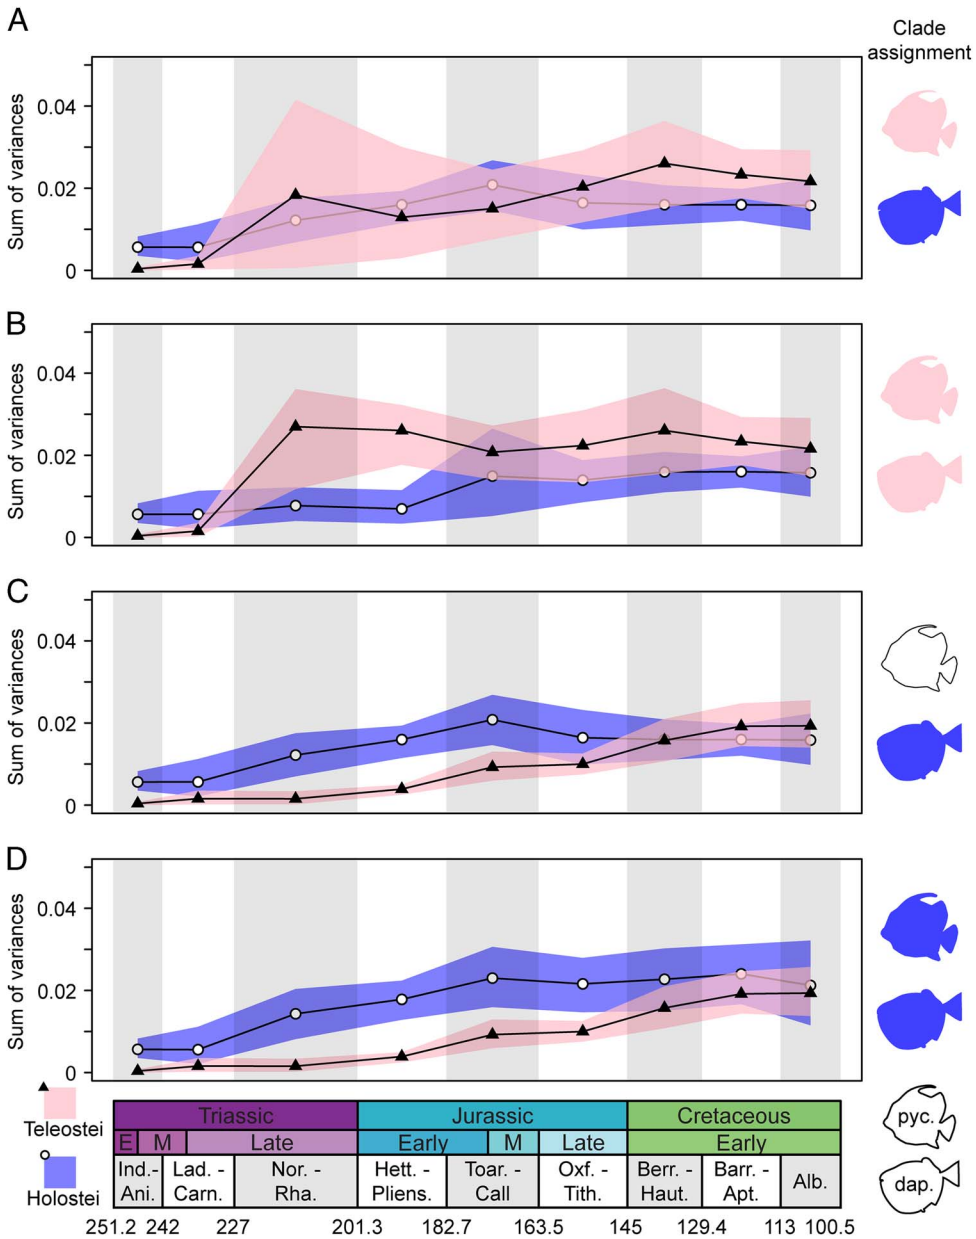 A
Clade
assignment
Sum of variances
0.04
0.02
0
B
Sum of variances
0.04
0.02
0
C
Sum of variances
0.04
0.02
0
D
Sum of variances
0.04
0.02
0
Teleostei
Holostei
Triassic
Jurassic
Cretaceous
E
M
Late
Early
M
Late
Early
Ind.-
Ani.
Lad. -
Carn.
Nor. -
Rha.
Hett. -
Pliens.
Toar. -
Call
Oxf. -
Tith.
Berr. -
Haut.
Barr. -
Apt.
Alb.
pyc.
dap.
251.2 242 227 201.3 182.7 163.5 145 129.4 113 100.5